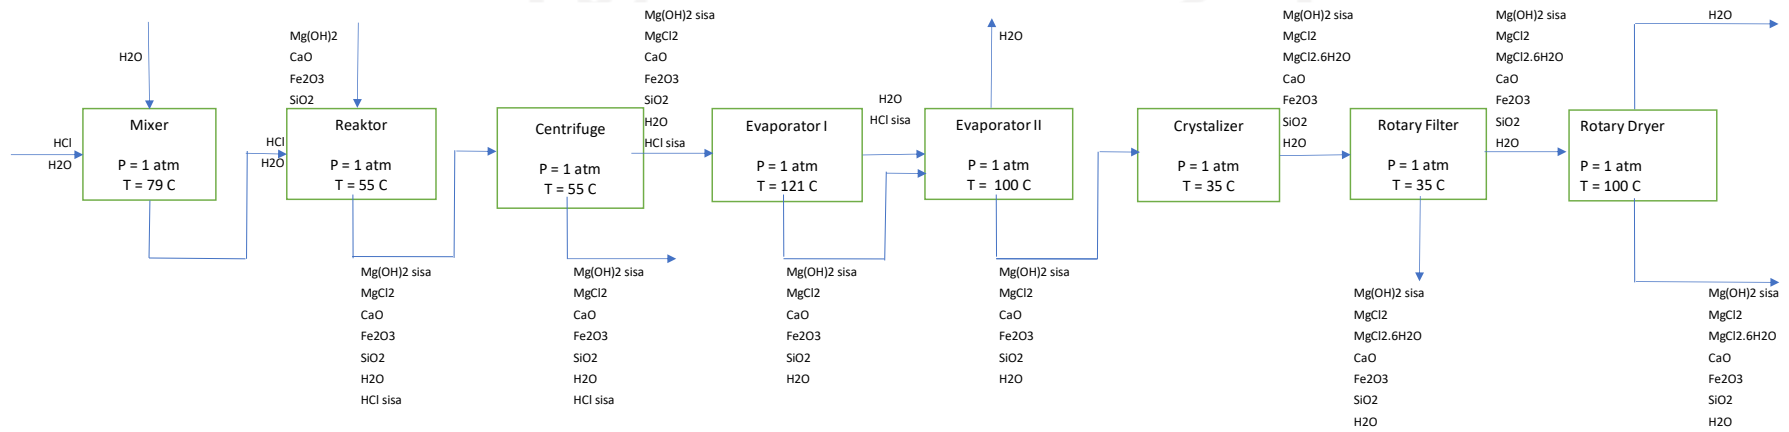 HCl
H2O
H2O
Mixer
P = 1 atm
T = 79 C
HCl
H2O
Mg(OH)2
CaO
Fe2O3
SiO2
Reaktor
P = 1 atm
T = 55 C
Mg(OH)2 sisa
MgCl2
CaO
Fe2O3
SiO2
H2O
HCl sisa
Centrifuge
P = 1 atm
T = 55 C
Mg(OH)2 sisa
MgCl2
CaO
Fe2O3
SiO2
H2O
HCl sisa
Mg(OH)2 sisa
MgCl2
CaO
Fe2O3
SiO2
H2O
HCl sisa
Evaporator I
P = 1 atm
T = 121 C
Mg(OH)2 sisa
MgCl2
CaO
Fe2O3
SiO2
H2O
H2O
HCl sisa
Evaporator II
P = 1 atm
T = 100 C
H2O
Mg(OH)2 sisa
MgCl2
CaO
Fe2O3
SiO2
H2O
Crystalizer
P = 1 atm
T = 35 C
Mg(OH)2 sisa
MgCl2
MgCl2.6H2O
CaO
Fe2O3
SiO2
H2O
Rotary Filter
P = 1 atm
T = 35 C
Mg(OH)2 sisa
MgCl2
MgCl2.6H2O
CaO
Fe2O3
SiO2
H2O
Mg(OH)2 sisa
MgCl2
MgCl2.6H2O
CaO
Fe2O3
SiO2
H2O
Rotary Dryer
P = 1 atm
T = 100 C
H2O
Mg(OH)2 sisa
MgCl2
MgCl2.6H2O
CaO
Fe2O3
SiO2
H2O